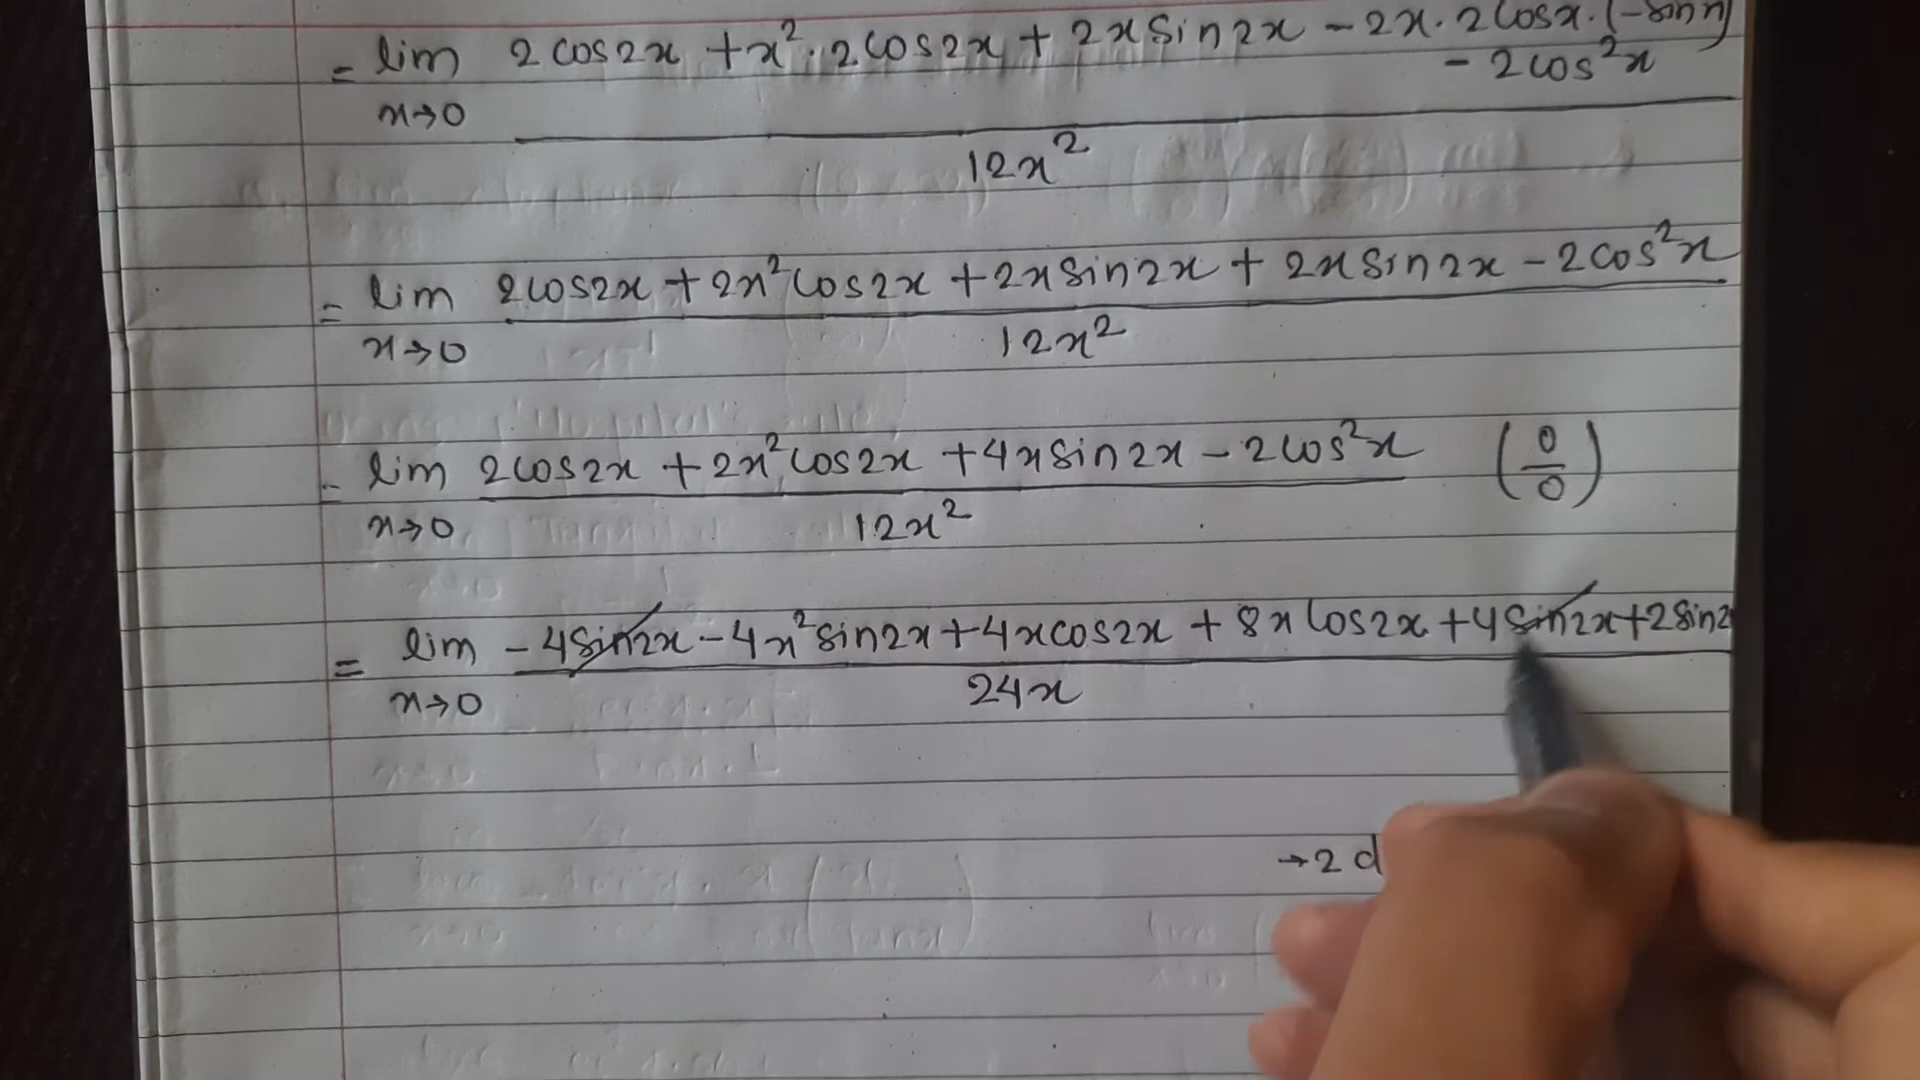 = lim 2cos2x + x²·2cos2x + 2xsin2x - 2x·2cosx·(-sinx)
- 2cos²x
x→0
12x²
= lim 2cos2x + 2x²cos2x + 2xsin2x + 2xsin2x - 2cos²x
x→0 12x²
= lim 2cos2x + 2x²cos2x + 4xsin2x - 2cos²x (0/0)
x→0 12x²
= lim -4sin2x - 4x²sin2x + 4xcos2x + 8xcos2x + 4sin2x + 2sin2
x→0 24x
→2 d